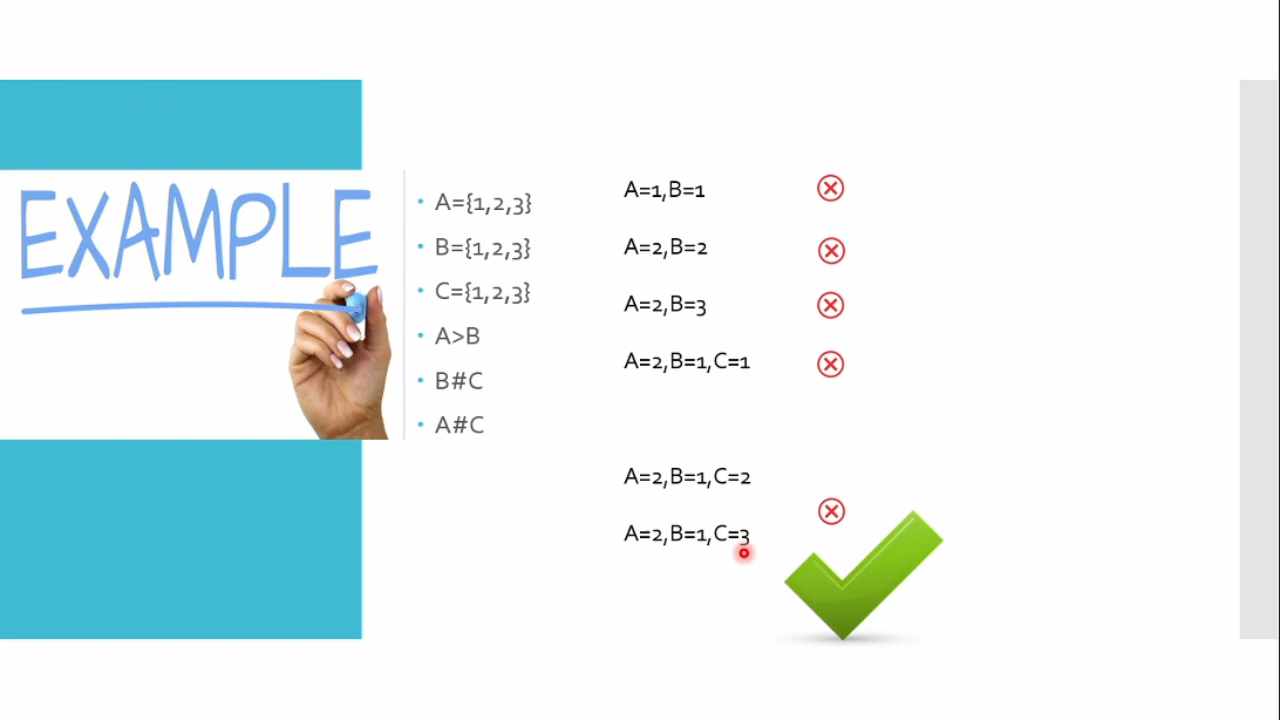 EXAMPLE
• A={1,2,3}
• B={1,2,3}
• C={1,2,3}
• A>B
• B#C
• A#C
A=1,B=1
A=2,B=2
A=2,B=3
A=2,B=1,C=1
A=2,B=1,C=2
A=2,B=1,C=3